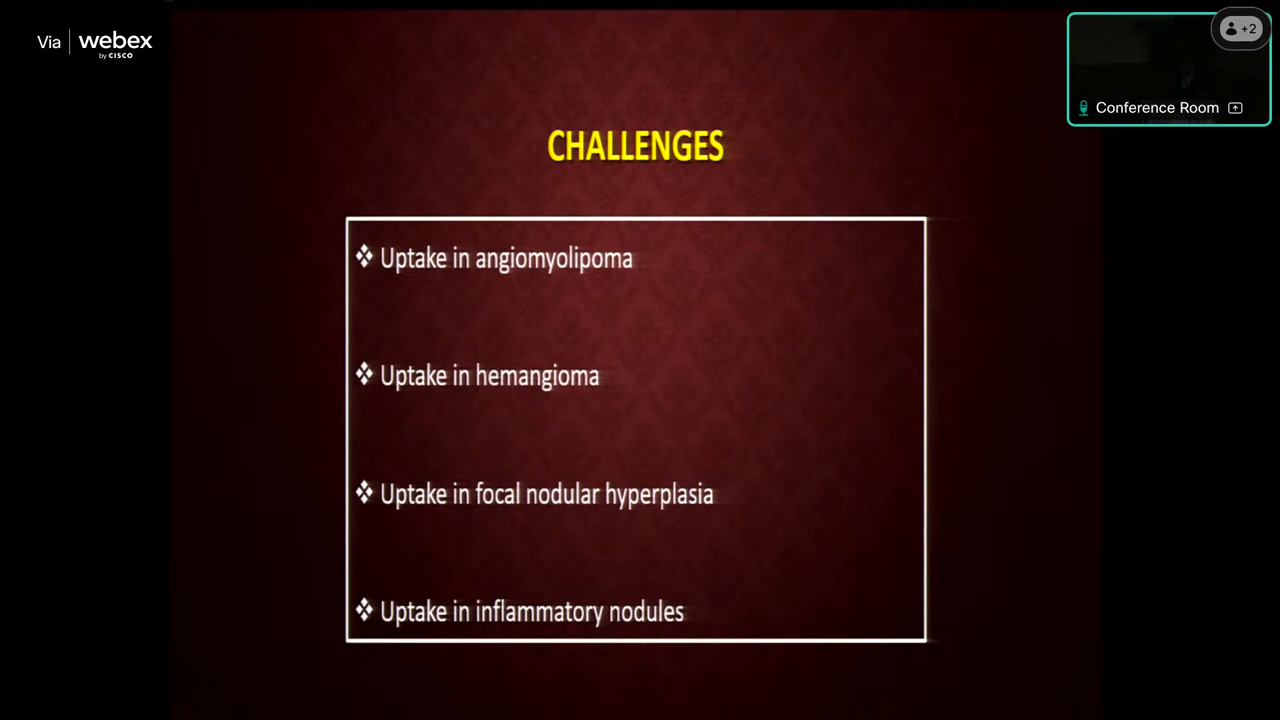 Via webex
by CISCO
+2
Conference Room
CHALLENGES
❖ Uptake in angiomyolipoma
❖ Uptake in hemangioma
❖ Uptake in focal nodular hyperplasia
❖ Uptake in inflammatory nodules